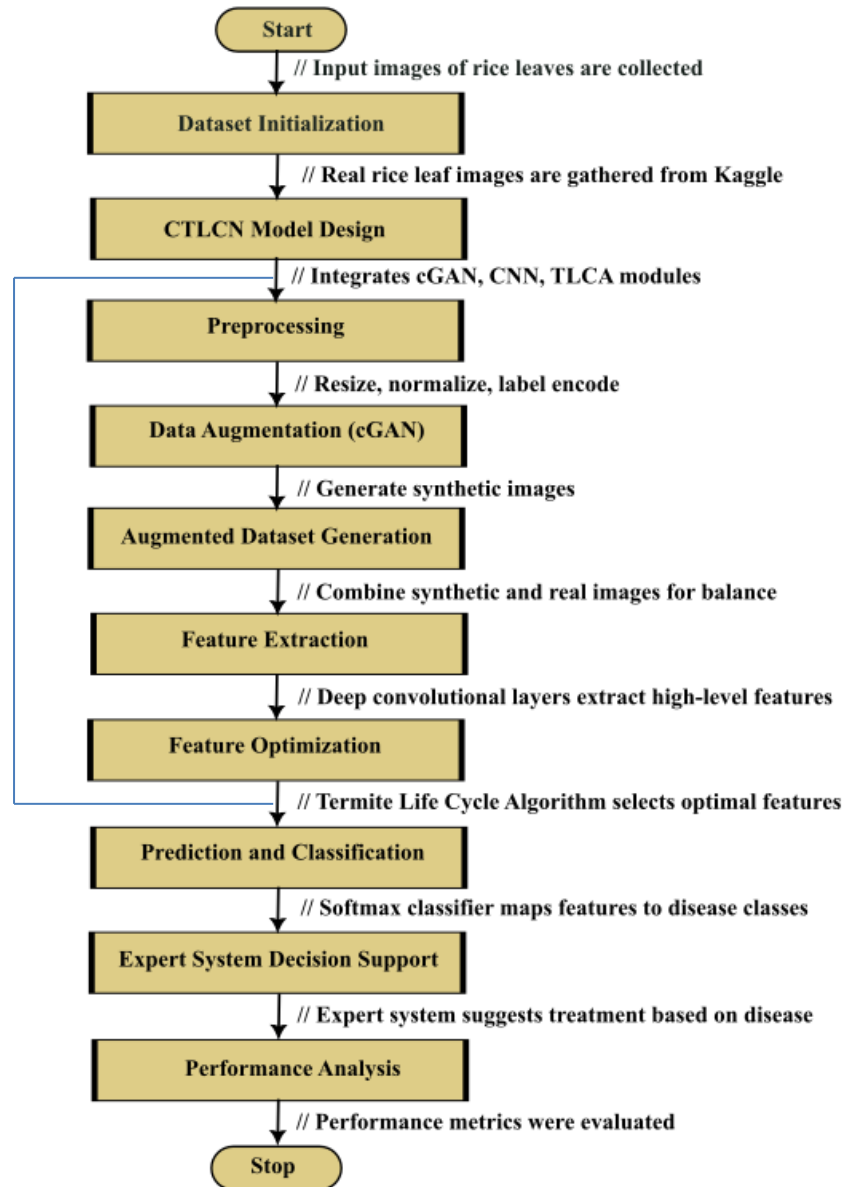 Start
// Input images of rice leaves are collected
Dataset Initialization
// Real rice leaf images are gathered from Kaggle
CTLCN Model Design
// Integrates cGAN, CNN, TLCA modules
Preprocessing
// Resize, normalize, label encode
Data Augmentation (cGAN)
// Generate synthetic images
Augmented Dataset Generation
// Combine synthetic and real images for balance
Feature Extraction
// Deep convolutional layers extract high-level features
Feature Optimization
// Termite Life Cycle Algorithm selects optimal features
Prediction and Classification
// Softmax classifier maps features to disease classes
Expert System Decision Support
// Expert system suggests treatment based on disease
Performance Analysis
// Performance metrics were evaluated
Stop